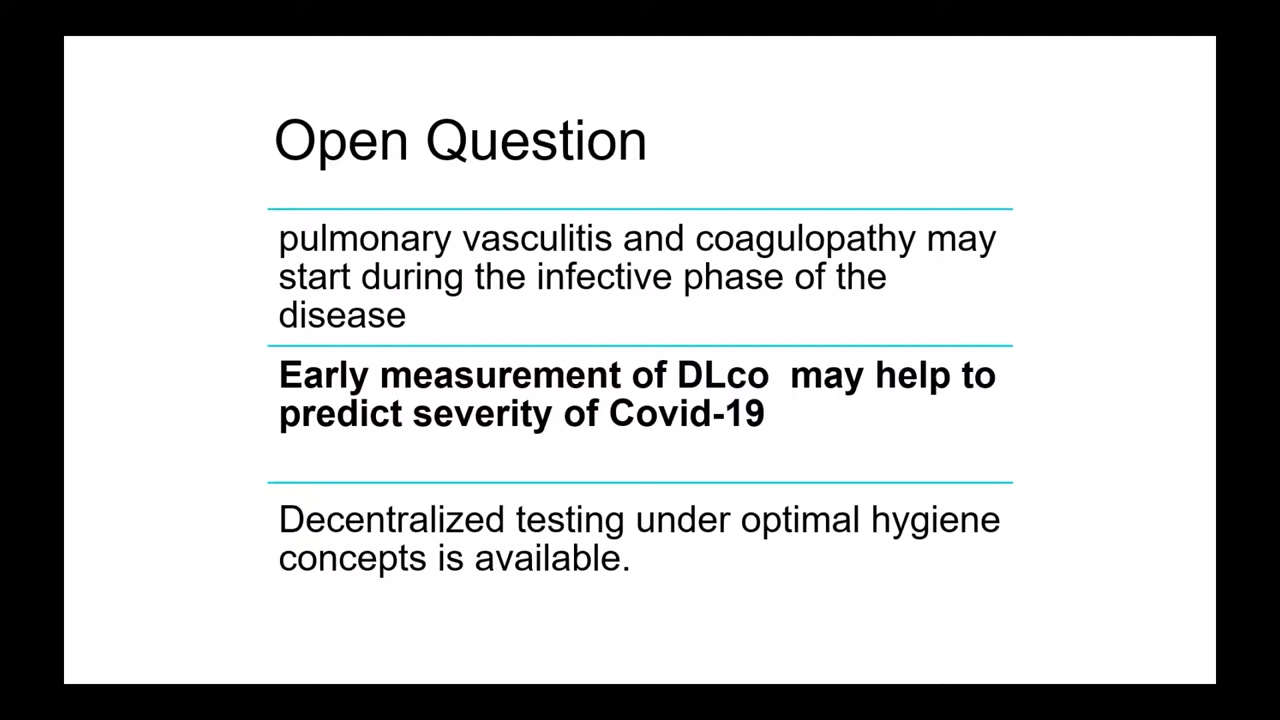 Open Question
pulmonary vasculitis and coagulopathy may
start during the infective phase of the
disease
Early measurement of DLco  may help to
predict severity of Covid-19
Decentralized testing under optimal hygiene
concepts is available.